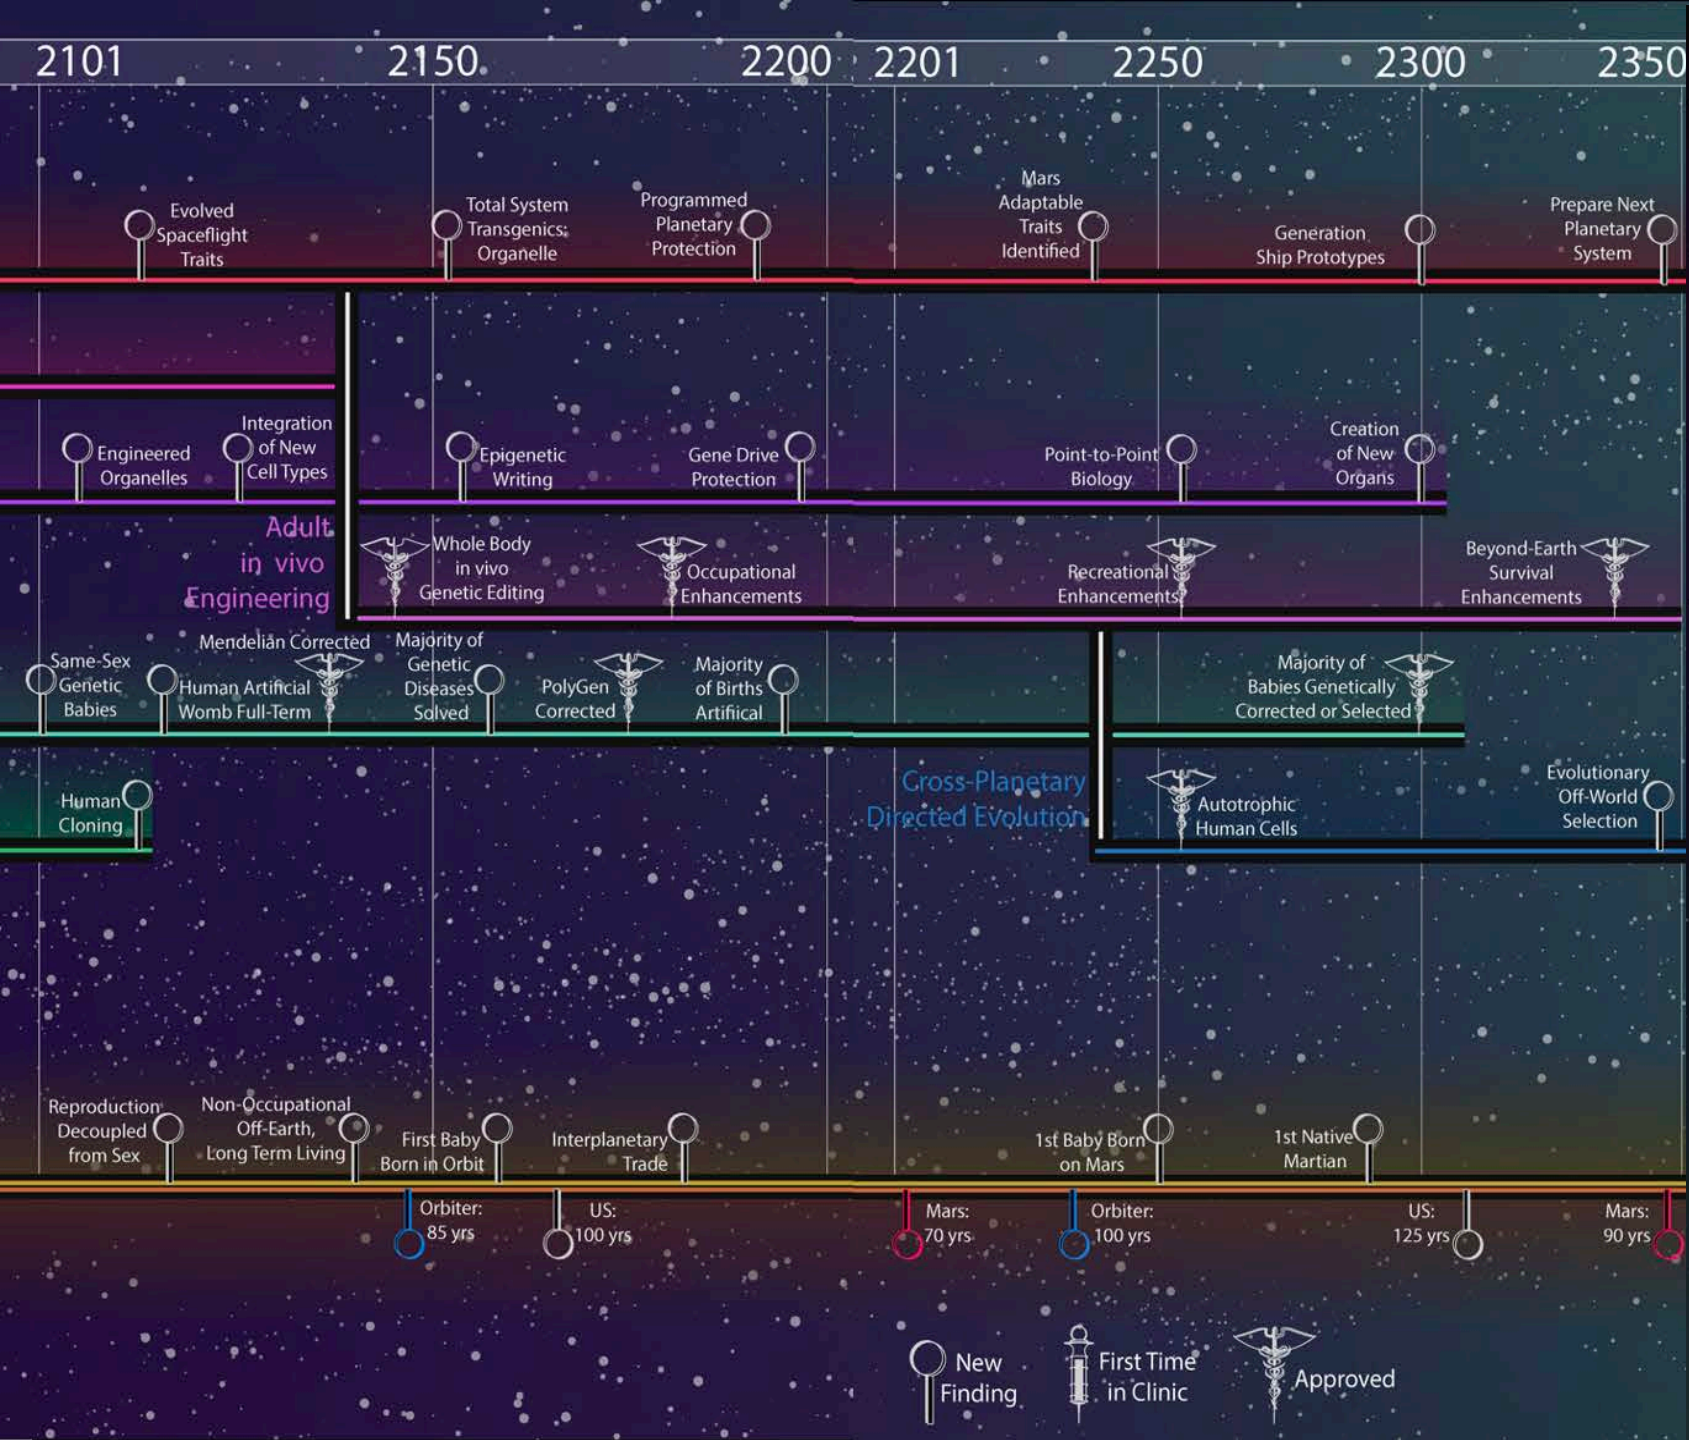 2101
2150
2200
2201
2250
2300
2350
Evolved
Spaceflight
Traits
Total System
Transgenics:
Organelle
Programmed
Planetary
Protection
Mars
Adaptable
Traits
Identified
Generation
Ship Prototypes
Prepare Next
Planetary
System
Engineered
Organelles
Integration
of New
Cell Types
Epigenetic
Writing
Gene Drive
Protection
Point-to-Point
Biology
Creation
of New
Organs
Adult
in vivo
Engineering
Whole Body
in vivo
Genetic Editing
Occupational
Enhancements
Recreational
Enhancements
Beyond-Earth
Survival
Enhancements
Same-Sex
Genetic
Babies
Human Artificial
Womb Full-Term
Mendelian Corrected
Majority of
Genetic
Diseases
Solved
PolyGen
Corrected
Majority
of Births
Artifiical
Majority of
Babies Genetically
Corrected or Selected
Human
Cloning
Cross-Planetary
Directed Evolution
Autotrophic
Human Cells
Evolutionary
Off-World
Selection
Reproduction
Decoupled
from Sex
Non-Occupational
Off-Earth,
Long Term Living
First Baby
Born in Orbit
Interplanetary
Trade
1st Baby Born
on Mars
1st Native
Martian
Orbiter:
85 yrs
US:
100 yrs
Mars:
70 yrs
Orbiter:
100 yrs
US:
125 yrs
Mars:
90 yrs
New
Finding
First Time
in Clinic
Approved